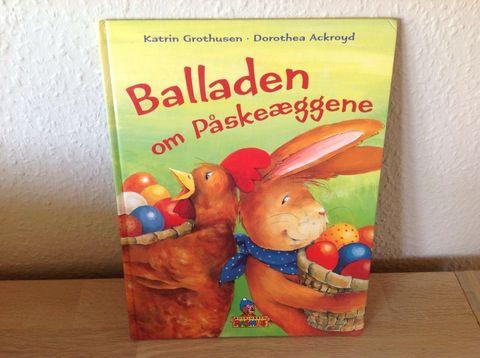 Katrin Grothusen · Dorothea Ackroyd
Balladen
om Påskeæggene